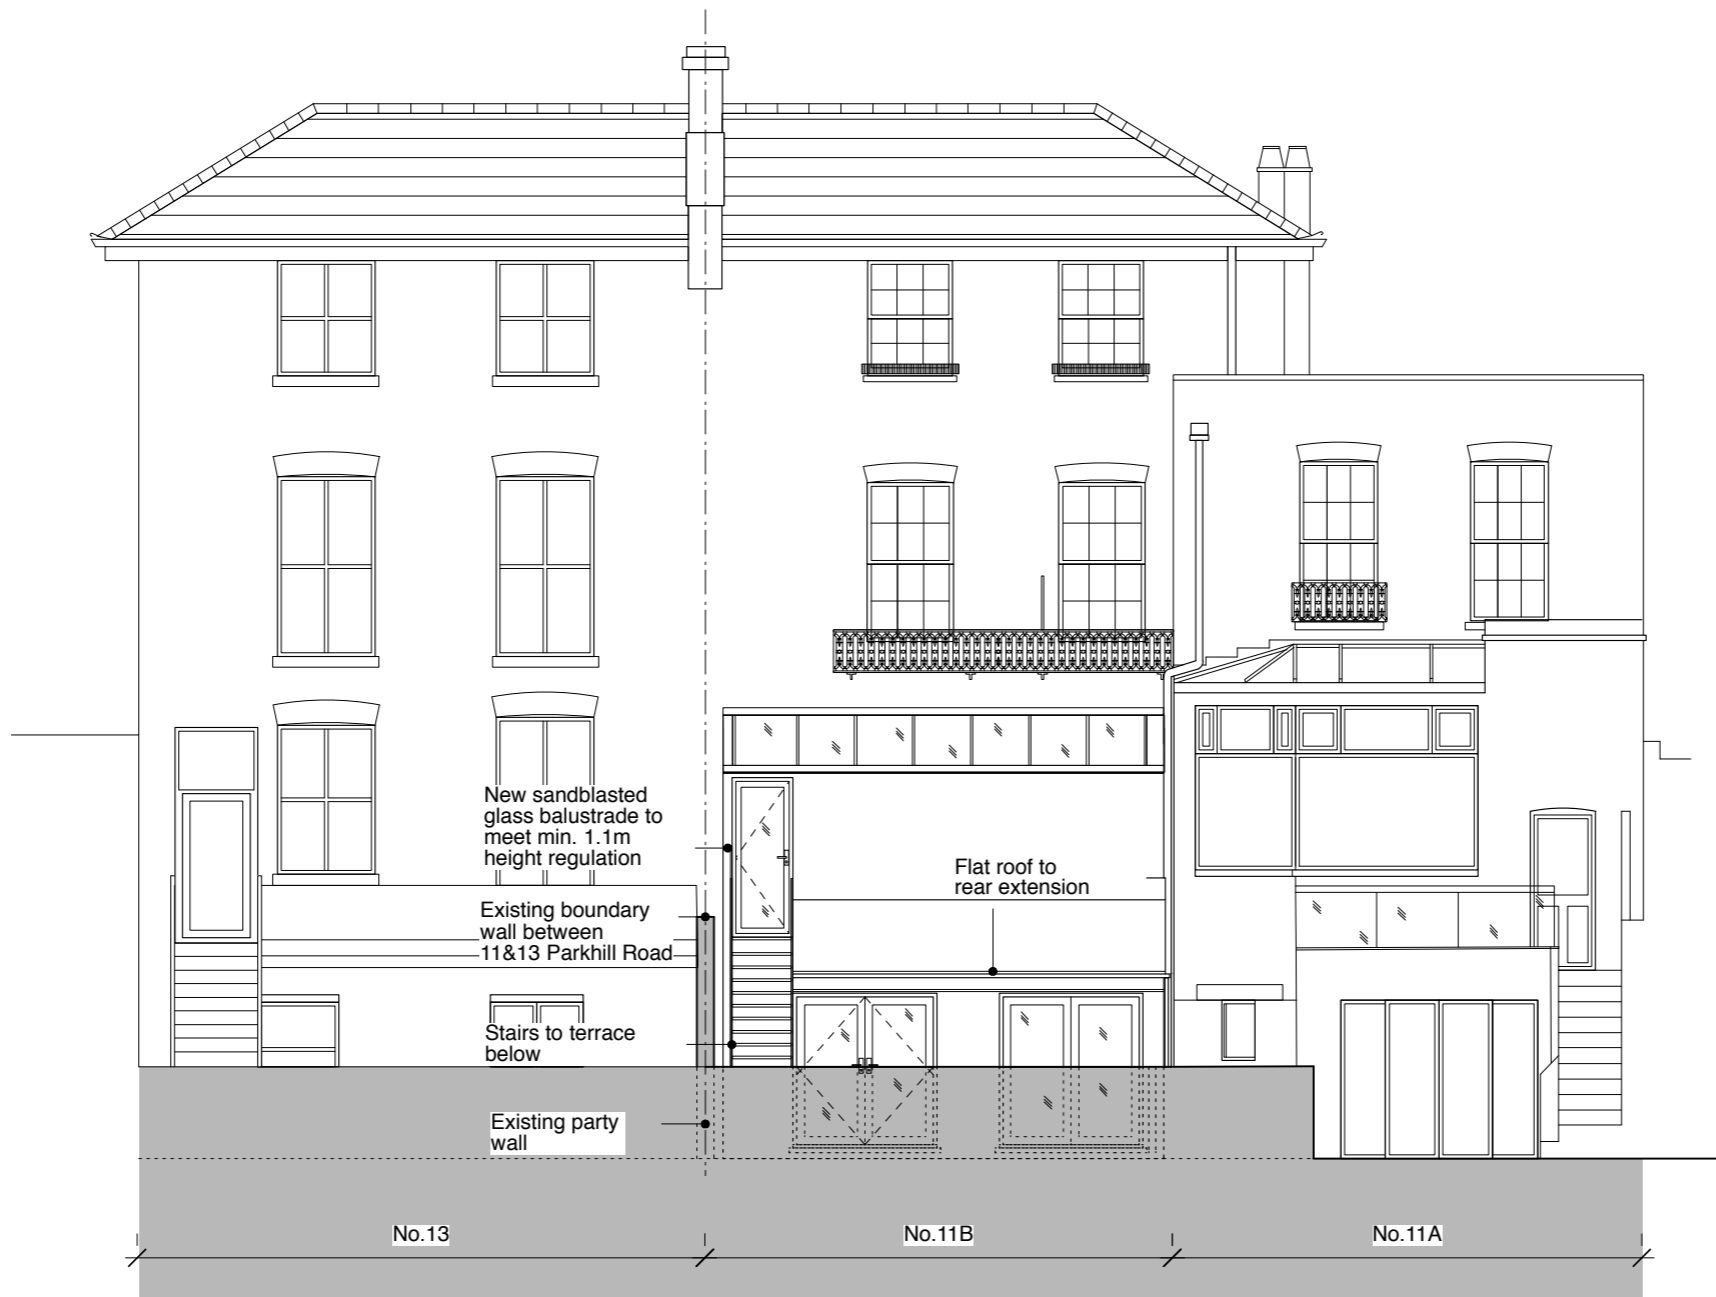 New sandblasted
glass balustrade to
meet min. 1.1m
height regulation
Flat roof to
rear extension
Existing boundary
wall between
11&13 Parkhill Road
Stairs to terrace
below
Existing party
wall
No.13
No.11B
No.11A